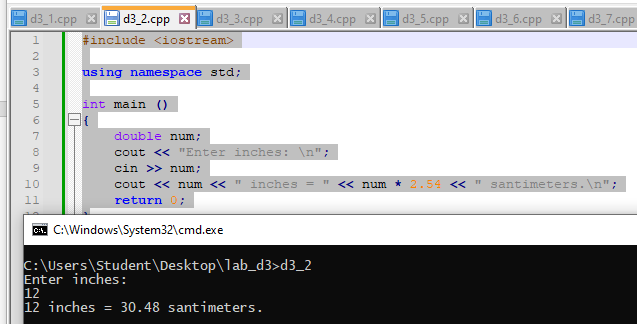 d3_1.cpp d3_2.cpp d3_3.cpp d3_4.cpp d3_5.cpp d3_6.cpp d3_7.cpp
1 #include <iostream>
2
3 using namespace std;
4
5 int main ()
6 {
7 double num;
8 cout << "Enter inches: \n";
9 cin >> num;
10 cout << num << " inches = " << num * 2.54 << " santimeters.\n";
11 return 0;
C:\Windows\System32\cmd.exe
C:\Users\Student\Desktop\lab_d3>d3_2
Enter inches:
12
12 inches = 30.48 santimeters.